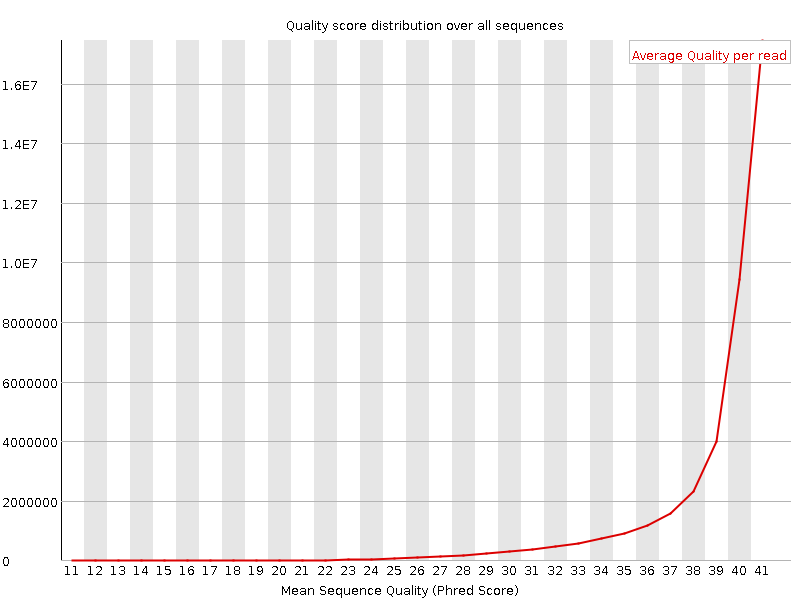 Quality score distribution over all sequences
Average Quality per read
1.6E7
1.4E7
1.2E7
1.0E7
8000000
6000000
4000000
2000000
0
11 12 13 14 15 16 17 18 19 20 21 22 23 24 25 26 27 28 29 30 31 32 33 34 35 36 37 38 39 40 41
Mean Sequence Quality (Phred Score)